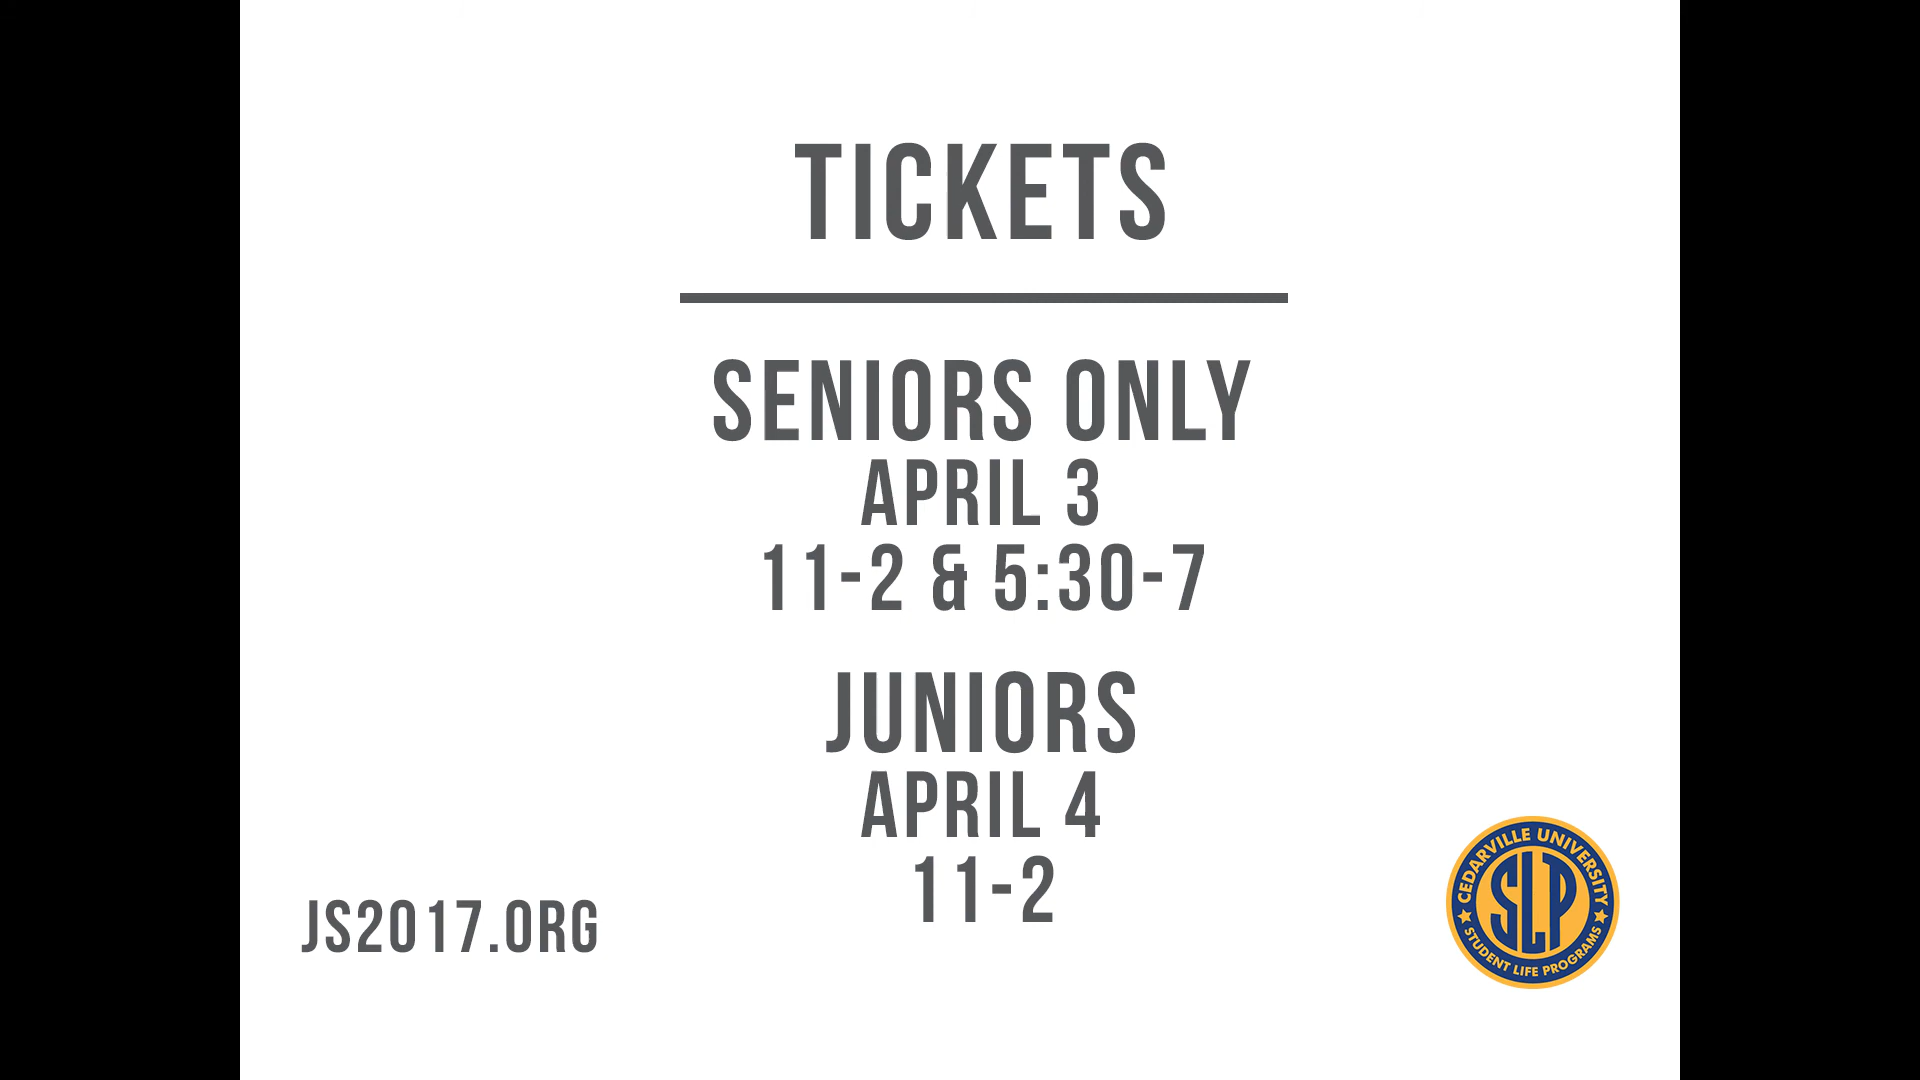 TICKETS
SENIORS ONLY
APRIL 3
11-2 & 5:30-7
JUNIORS
APRIL 4
11-2
JS2017.ORG
CEDARVILLE UNIVERSITY
SLP
STUDENT LIFE PROGRAMS